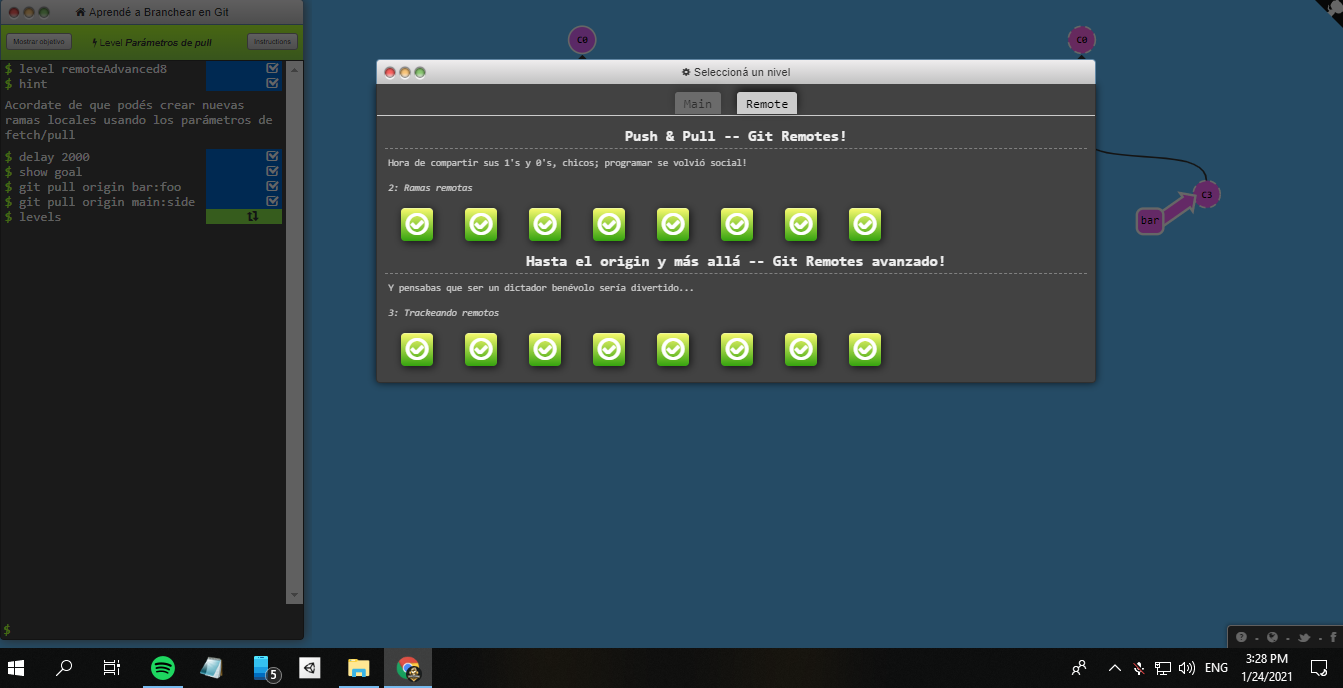 Aprendé a Branchear en Git
Mostrar objetivo
Level Parámetros de pull
Instructions
$ level remoteAdvanced8
$ hint
Acordate de que podés crear nuevas
ramas locales usando los parámetros de
fetch/pull
$ delay 2000
$ show goal
$ git pull origin bar:foo
$ git pull origin main:side
$ levels
$
C0
C0
Seleccioná un nivel
Main
Remote
Push & Pull -- Git Remotes!
Hora de compartir sus 1's y 0's, chicos; programar se volvió social!
2: Ramas remotas
Hasta el origin y más allá -- Git Remotes avanzado!
Y pensabas que ser un dictador benévolo sería divertido...
3: Trackeando remotos
C3
bar
5
ENG
3:28 PM
1/24/2021